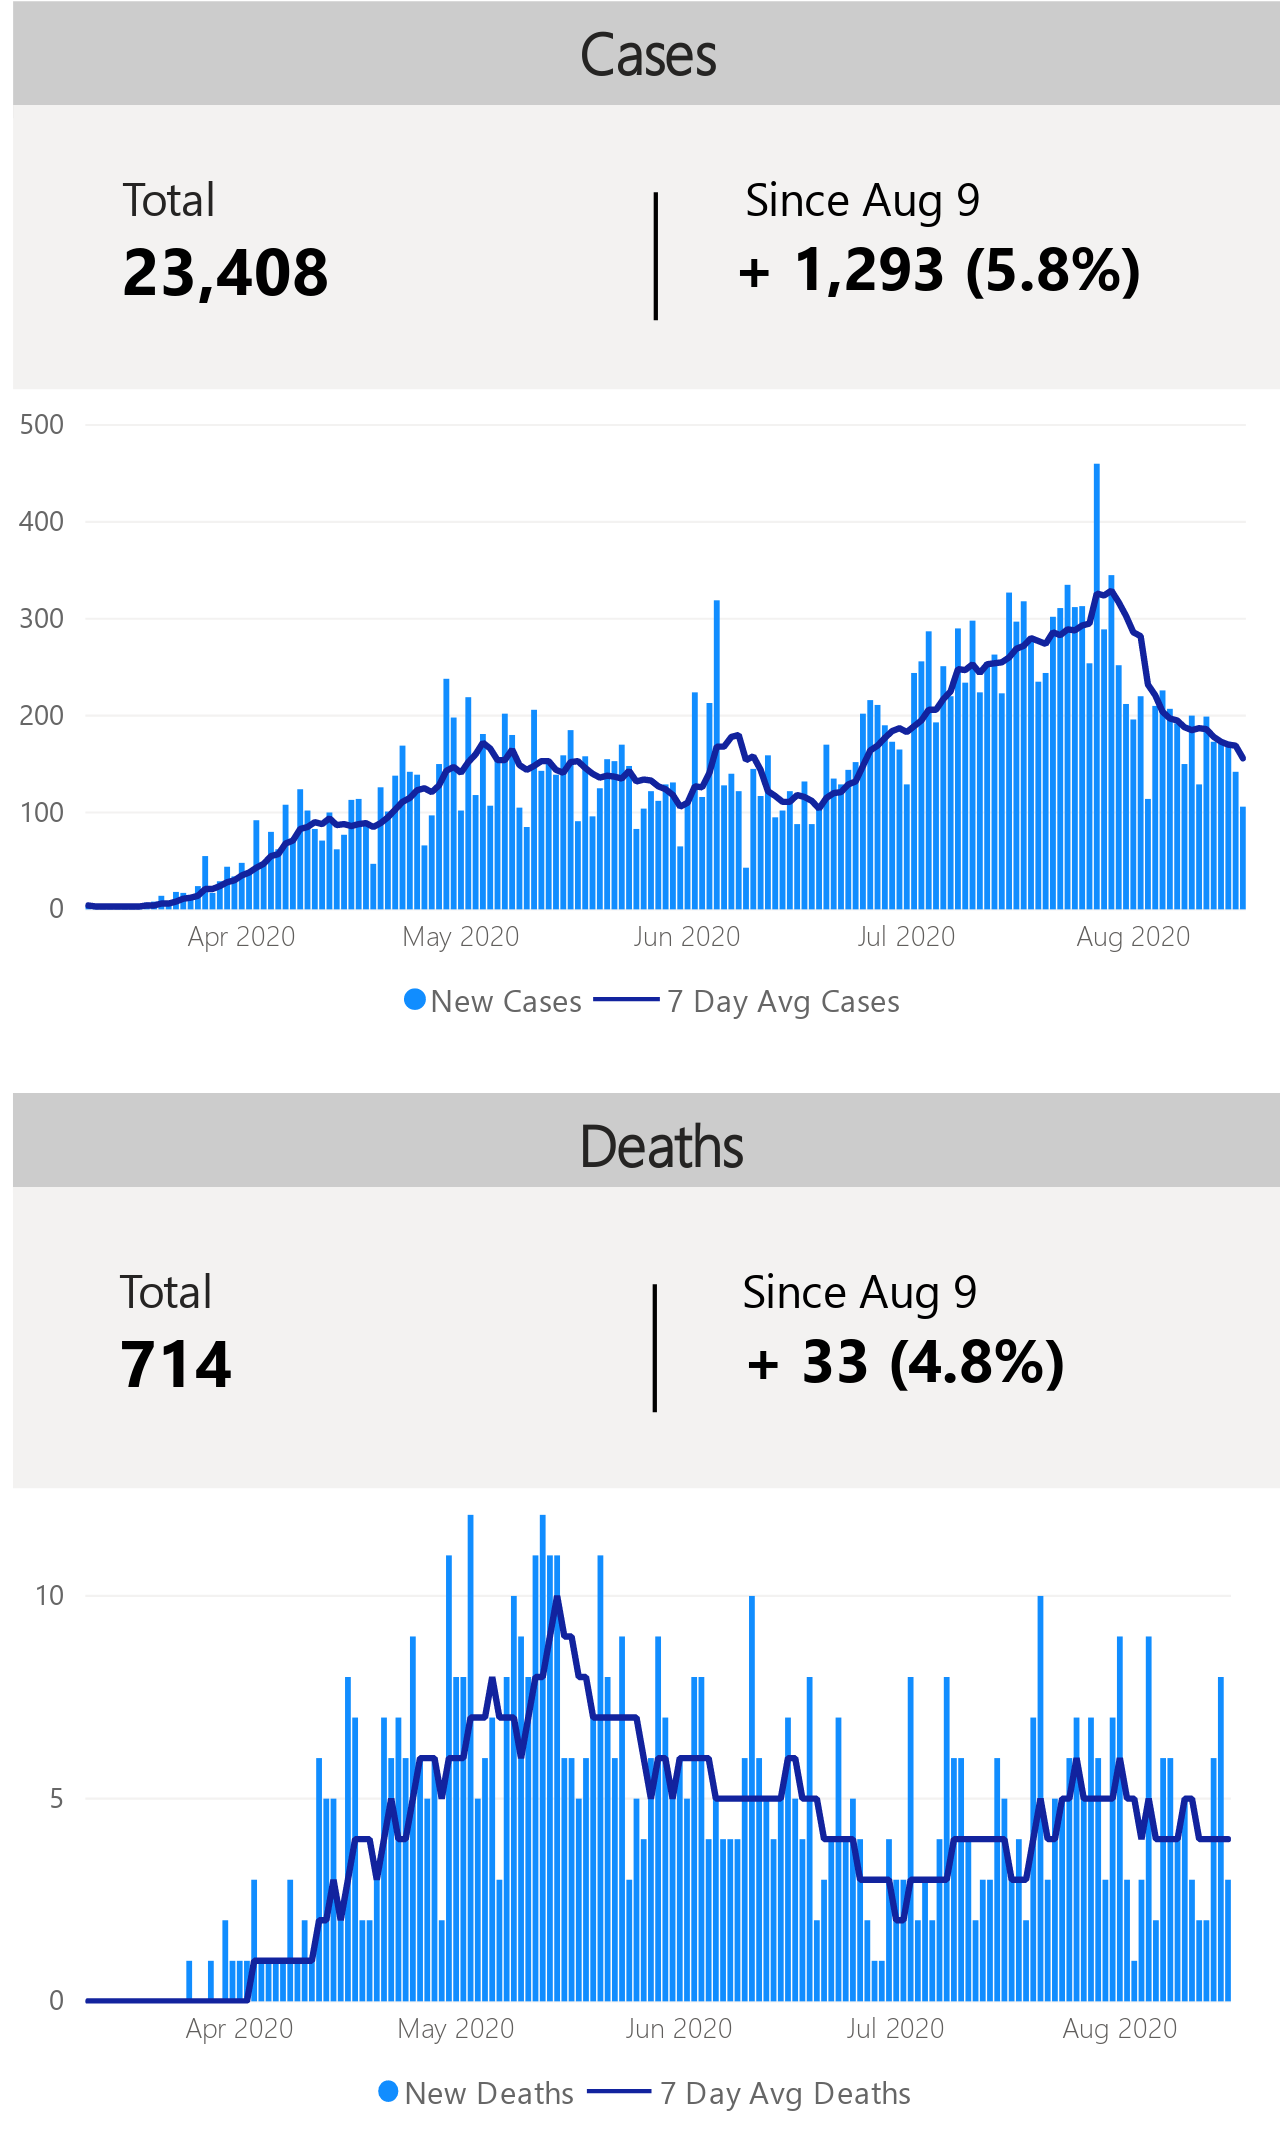 Cases
Total
Since Aug 9
23,408
+ 1,293 (5.8%)
500
400
300
200
100
0
Apr 2020
May 2020
Jun 2020
Jul 2020
Aug 2020
New Cases
7 Day Avg Cases
Deaths
Total
Since Aug 9
714
+ 33 (4.8%)
10
5
0
Apr 2020
May 2020
Jun 2020
Jul 2020
Aug 2020
New Deaths
7 Day Avg Deaths